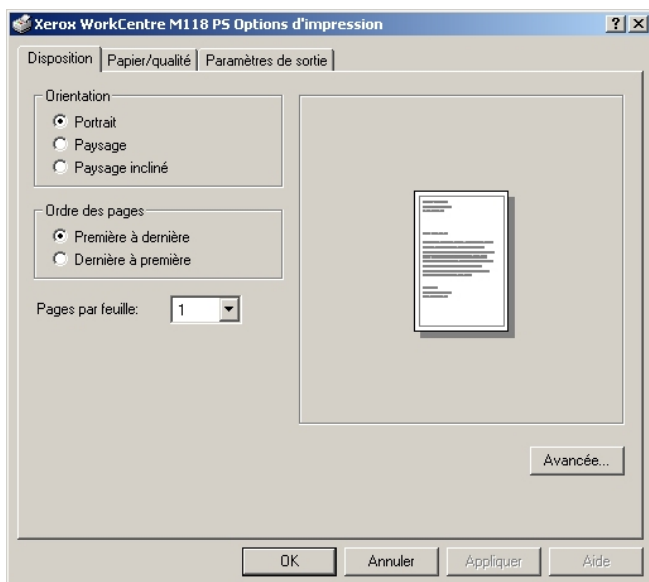 Xerox WorkCentre M118 PS Options d'impression
Disposition
Papier/qualité
Paramètres de sortie
Orientation
Portrait
Paysage
Paysage incliné
Ordre des pages
Première à dernière
Dernière à première
Pages par feuille: 1
Avancée...
OK
Annuler
Appliquer
Aide